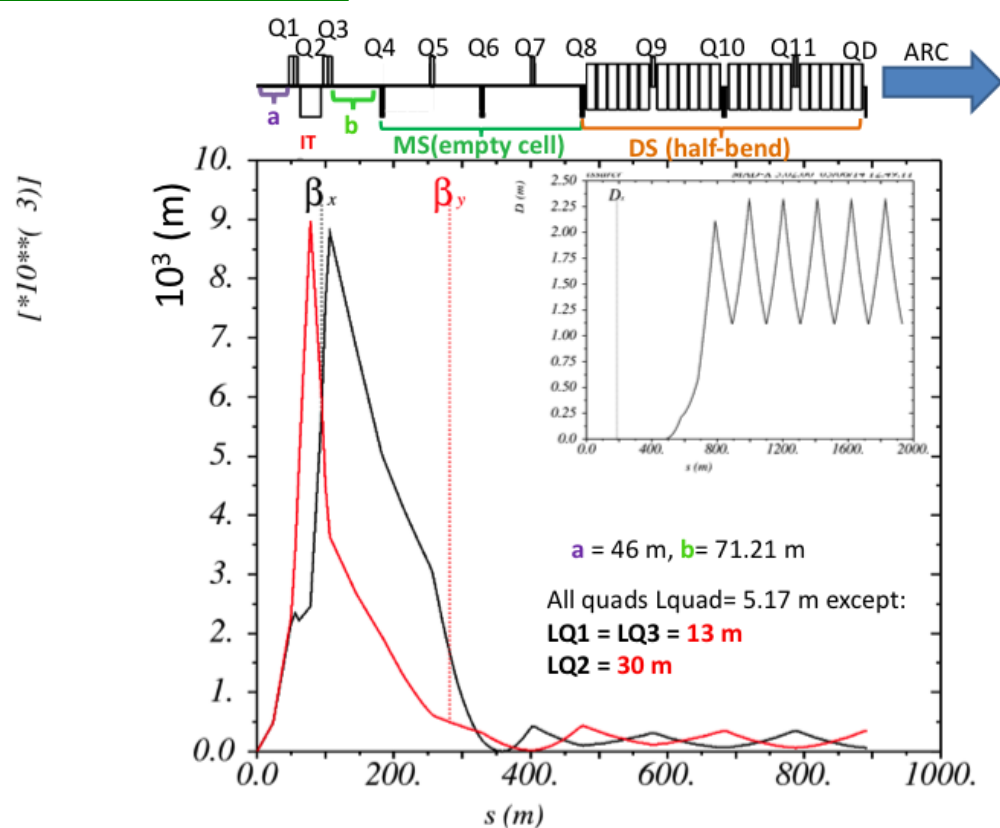 Q1 Q2 Q3 Q4 Q5 Q6 Q7 Q8 Q9 Q10 Q11 QD ARC
a b
IT MS(empty cell) DS (half-bend)
[*10**( 3)]
10³ (m)
10.
9.
8.
7.
6.
5.
4.
3.
2.
1.
0.0
βx βy
D (m)
2.50
2.25
2.00
1.75
1.50
1.25
1.00
0.75
0.50
0.25
0.0
Dx
0.0 400. 800. 1200. 1600. 2000.
s (m)
a = 46 m, b= 71.21 m
All quads Lquad= 5.17 m except:
LQ1 = LQ3 = 13 m
LQ2 = 30 m
0.0 200. 400. 600. 800. 1000.
s (m)